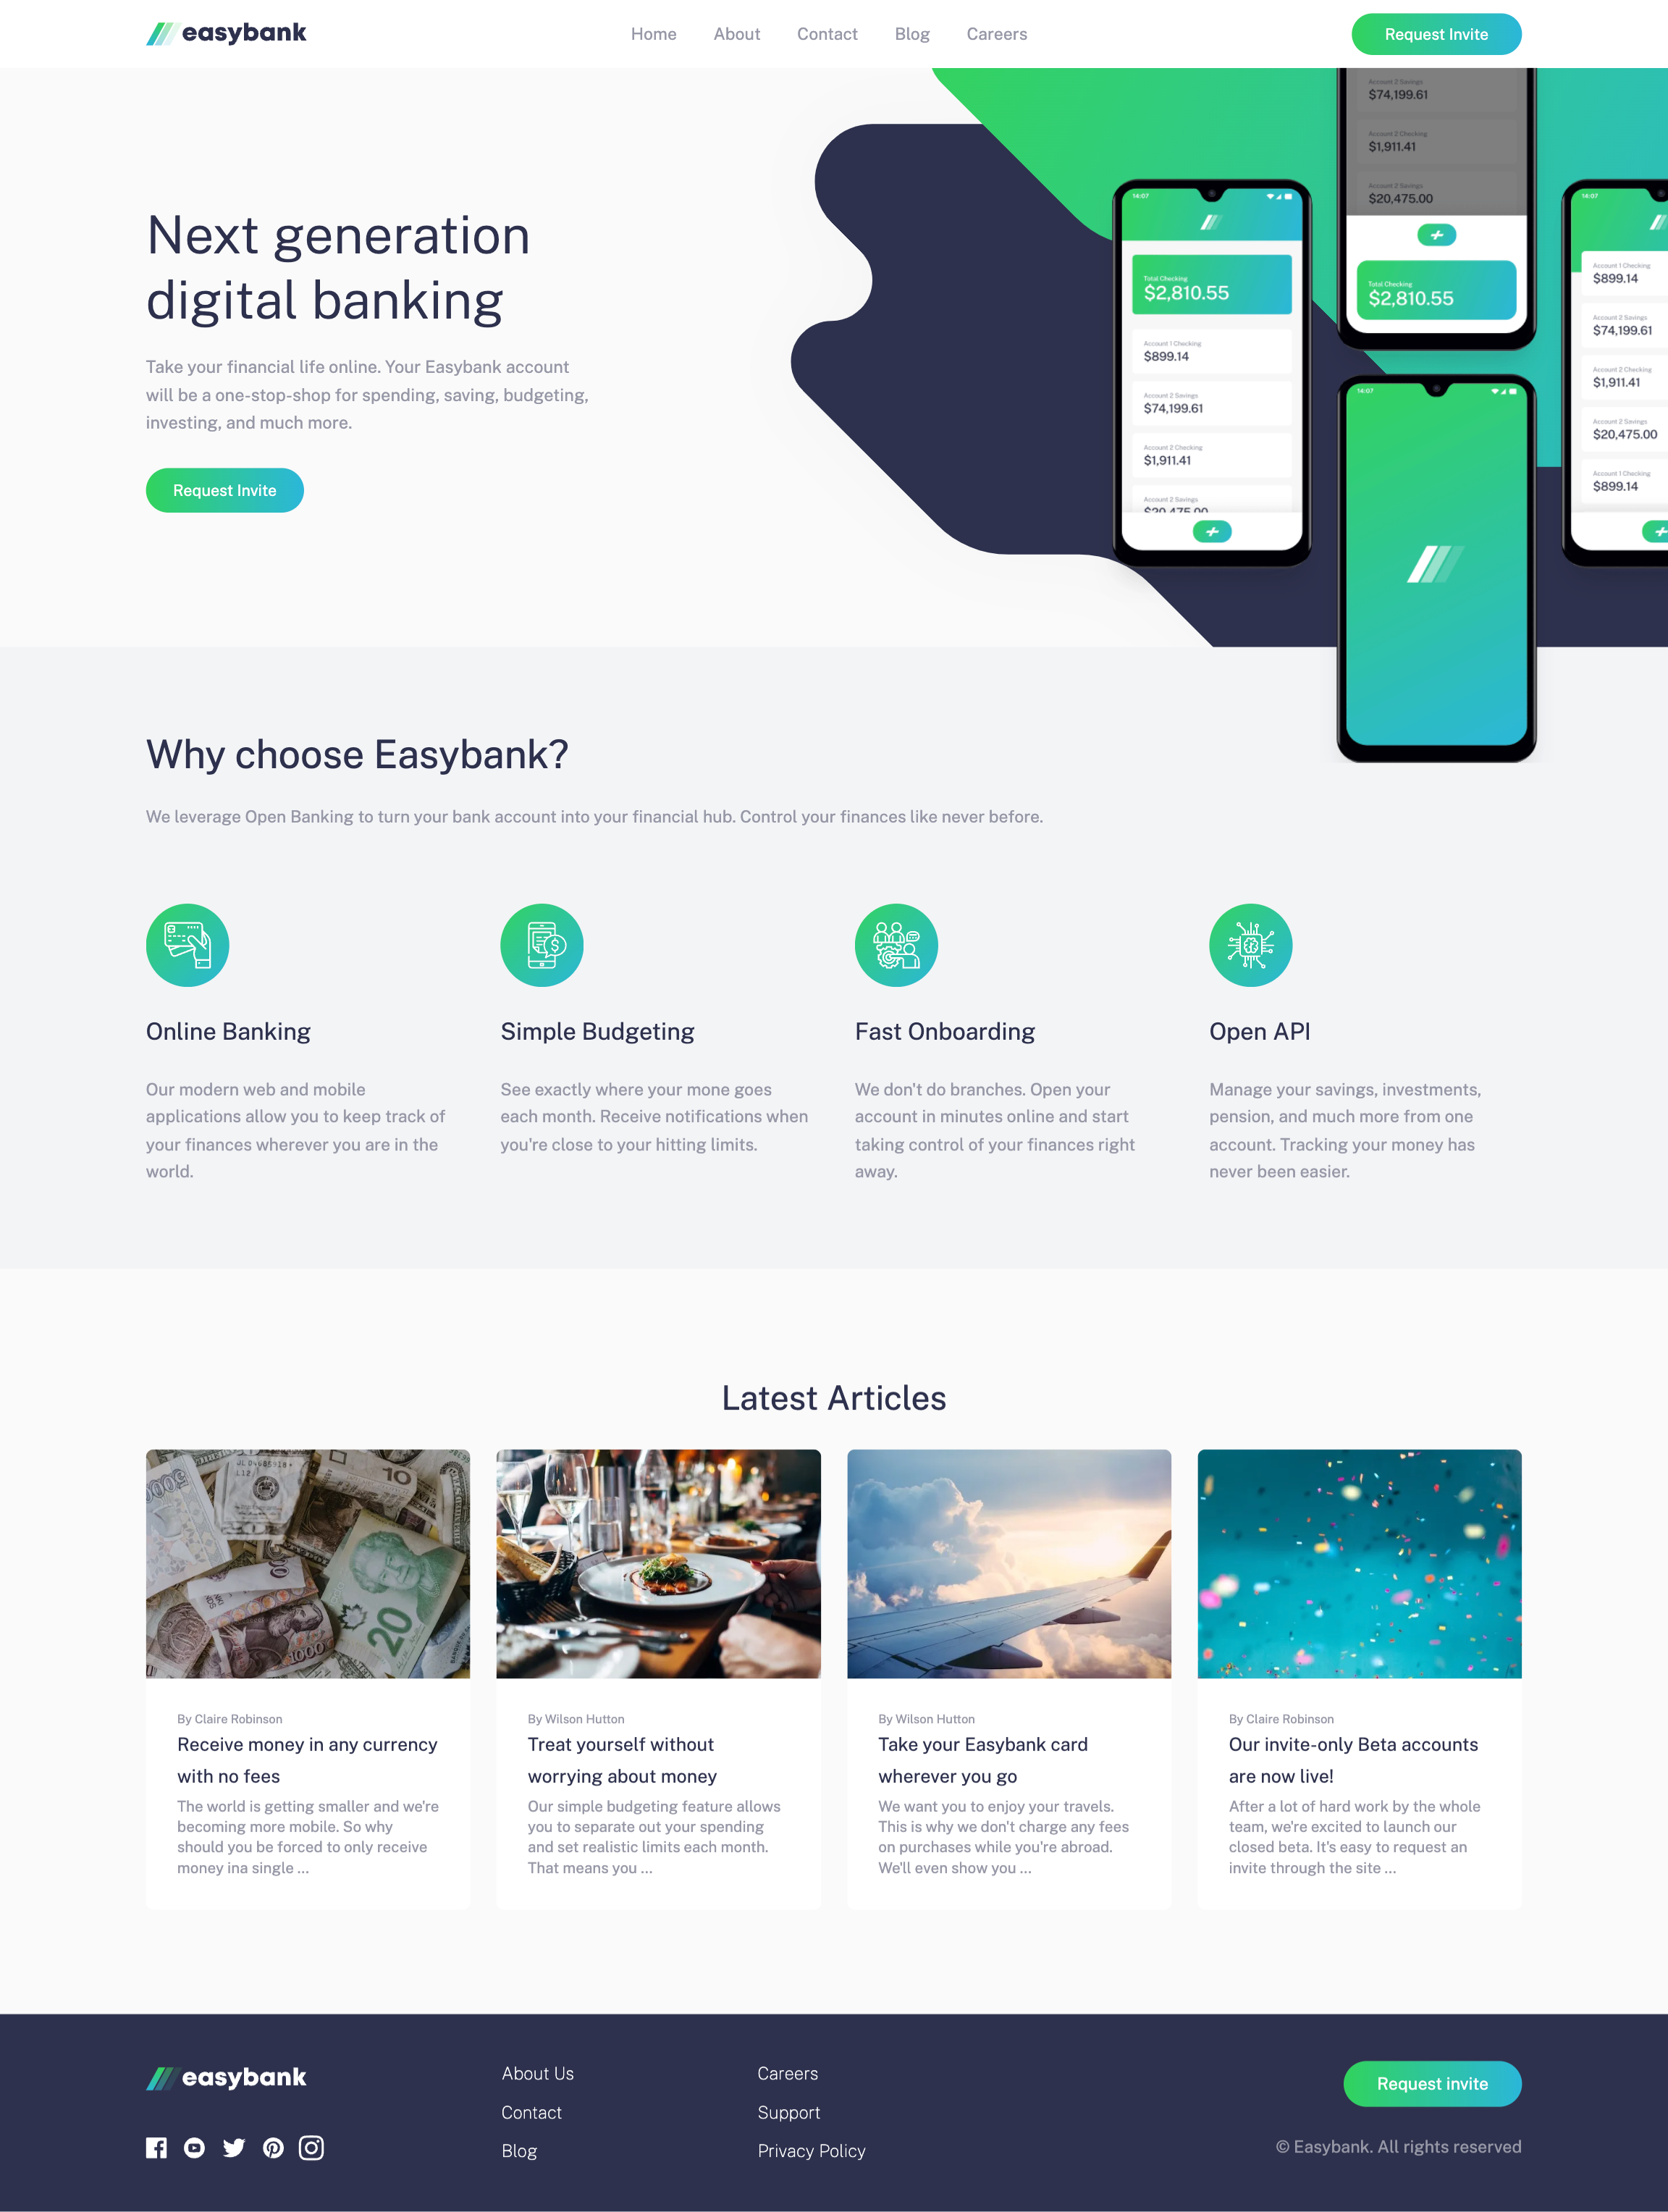 easybank
Home
About
Contact
Blog
Careers
Request Invite
Next generation
digital banking
Take your financial life online. Your Easybank account
will be a one-stop-shop for spending, saving, budgeting,
investing, and much more.
Request Invite
14:07
Total Checking
$2,810.55
Account 1 Checking
$899.14
Account 2 Savings
$74,199.61
Account 2 Checking
$1,911.41
Account 2 Savings
$20,475.00
Account 2 Savings
$74,199.61
Account 2 Checking
$1,911.41
Account 2 Savings
$20,475.00
Total Checking
$2,810.55
14:07
14:07
Account 1 Checking
$899.14
Account 2 Savings
$74,199.61
Account 2 Checking
$1,911.41
Account 2 Savings
$20,475.00
Account 1 Checking
$899.14
Why choose Easybank?
We leverage Open Banking to turn your bank account into your financial hub. Control your finances like never before.
Online Banking
Our modern web and mobile
applications allow you to keep track of
your finances wherever you are in the
world.
Simple Budgeting
See exactly where your mone goes
each month. Receive notifications when
you're close to your hitting limits.
Fast Onboarding
We don't do branches. Open your
account in minutes online and start
taking control of your finances right
away.
Open API
Manage your savings, investments,
pension, and much more from one
account. Tracking your money has
never been easier.
Latest Articles
5000
10
20
1000
By Claire Robinson
Receive money in any currency
with no fees
The world is getting smaller and we're
becoming more mobile. So why
should you be forced to only receive
money ina single ...
By Wilson Hutton
Treat yourself without
worrying about money
Our simple budgeting feature allows
you to separate out your spending
and set realistic limits each month.
That means you ...
By Wilson Hutton
Take your Easybank card
wherever you go
We want you to enjoy your travels.
This is why we don't charge any fees
on purchases while you're abroad.
We'll even show you ...
By Claire Robinson
Our invite-only Beta accounts
are now live!
After a lot of hard work by the whole
team, we're excited to launch our
closed beta. It's easy to request an
invite through the site ...
easybank
About Us
Contact
Blog
Careers
Support
Privacy Policy
Request invite
© Easybank. All rights reserved